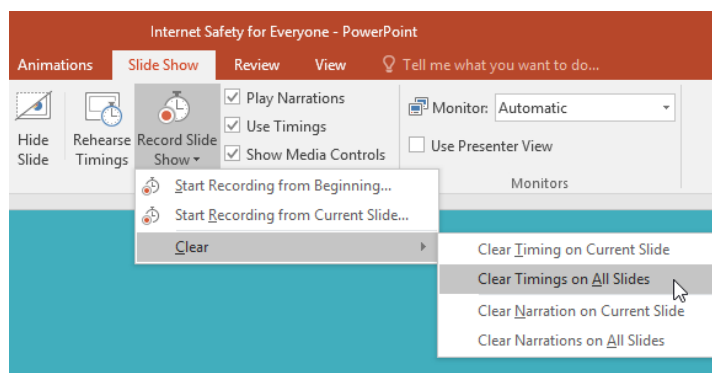 Internet Safety for Everyone - PowerPoint
Animations Slide Show Review View Tell me what you want to do...
Hide
Slide
Rehearse
Timings
Record Slide
Show
Play Narrations
Use Timings
Show Media Controls
Monitor: Automatic
Use Presenter View
Monitors
Start Recording from Beginning...
Start Recording from Current Slide...
Clear
Clear Timing on Current Slide
Clear Timings on All Slides
Clear Narration on Current Slide
Clear Narrations on All Slides